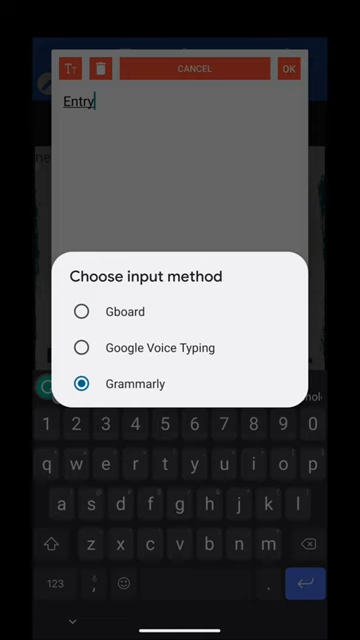 TT
CANCEL
OK
Entry
Choose input method
Gboard
Google Voice Typing
Grammarly
1 2 3 4 5 6 7 8 9 0
q w e r t y u i o p
a s d f g h j k l
z x c v b n m
123 , .